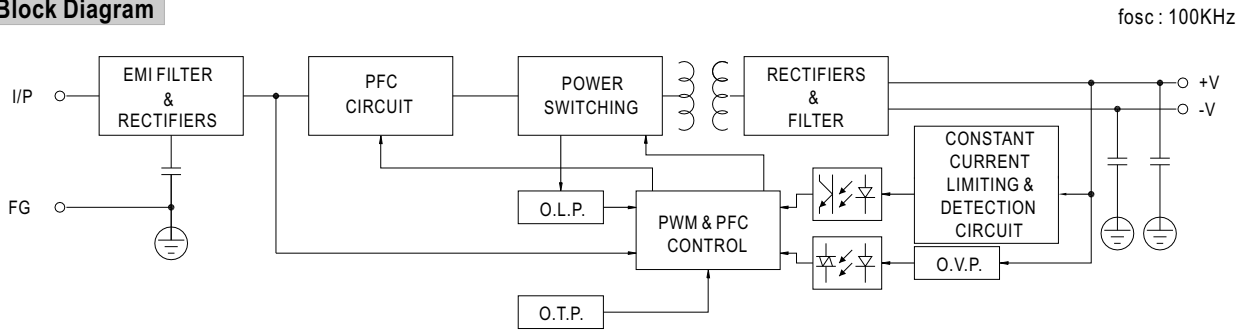 Block Diagram
fosc : 100KHz
I/P
EMI FILTER
&
RECTIFIERS
PFC
CIRCUIT
POWER
SWITCHING
RECTIFIERS
&
FILTER
+V
-V
FG
O.L.P.
PWM & PFC
CONTROL
CONSTANT
CURRENT
LIMITING &
DETECTION
CIRCUIT
O.V.P.
O.T.P.